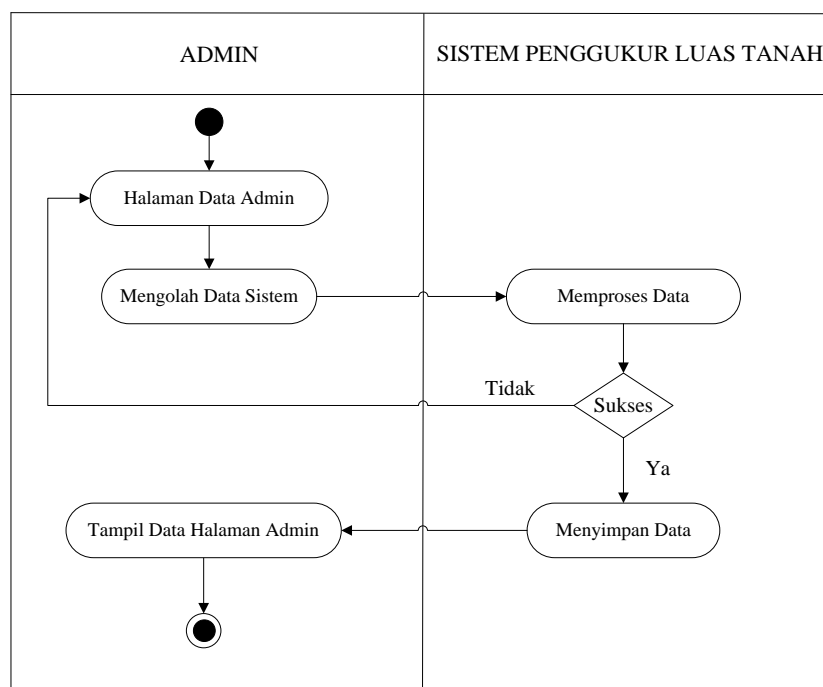 ADMIN
SISTEM PENGGUKUR LUAS TANAH
Halaman Data Admin
Mengolah Data Sistem
Memproses Data
Tidak
Sukses
Ya
Tampil Data Halaman Admin
Menyimpan Data